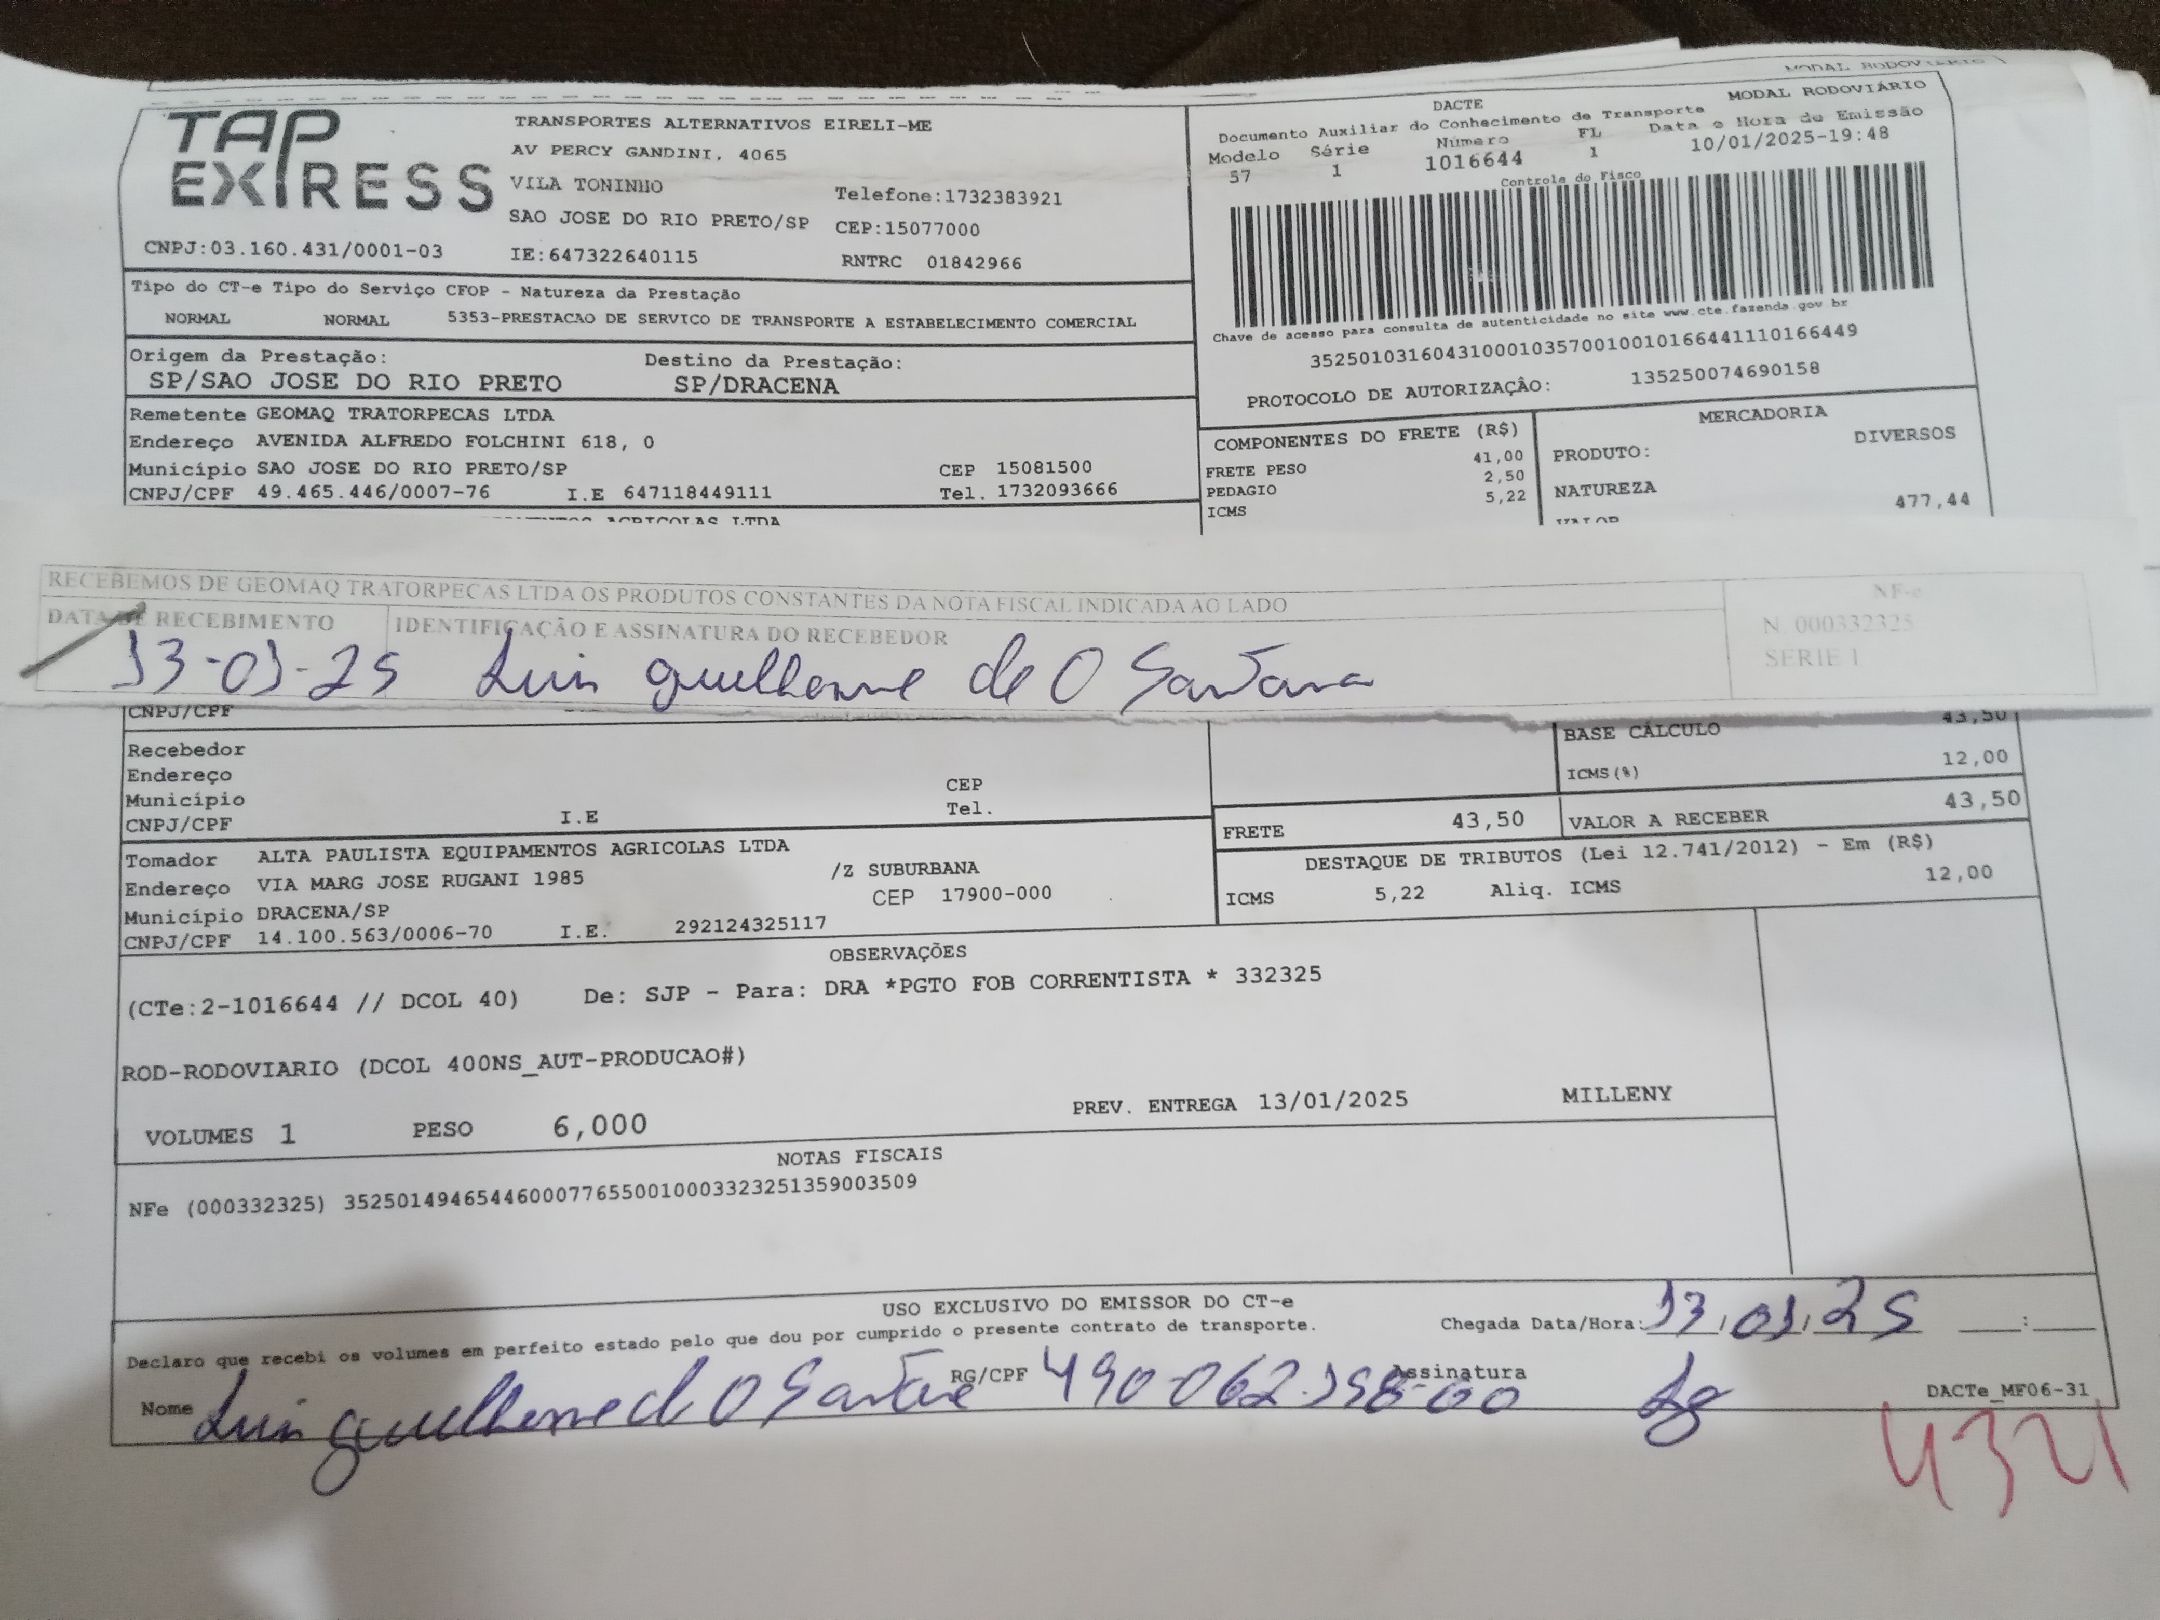 MODAL RODOVIÁRIO
TAP EXPRESS
TRANSPORTES ALTERNATIVOS EIRELI-ME
AV PERCY GANDINI, 4065
VILA TONINHO Telefone:1732383921
SAO JOSE DO RIO PRETO/SP CEP:15077000
CNPJ:03.160.431/0001-03 IE:647322640115 RNTRC 01842966
DACTE MODAL RODOVIÁRIO
Documento Auxiliar do Conhecimento de Transporte
Modelo Série Número FL Data e Hora de Emissão
57 1 1016644 1 10/01/2025-19:48
Controle do Fisco
Chave de acesso para consulta de autenticidade no site www.cte.fazenda.gov br
35250103160431000103570010010166441110166449
PROTOCOLO DE AUTORIZAÇÃO: 135250074690158
Tipo do CT-e Tipo do Serviço CFOP - Natureza da Prestação
NORMAL NORMAL 5353-PRESTACAO DE SERVICO DE TRANSPORTE A ESTABELECIMENTO COMERCIAL
Origem da Prestação: Destino da Prestação:
SP/SAO JOSE DO RIO PRETO SP/DRACENA
Remetente GEOMAQ TRATORPECAS LTDA
Endereço AVENIDA ALFREDO FOLCHINI 618, 0
Município SAO JOSE DO RIO PRETO/SP CEP 15081500
CNPJ/CPF 49.465.446/0007-76 I.E 647118449111 Tel. 1732093666
COMPONENTES DO FRETE (R$)
FRETE PESO 41,00
PEDAGIO 2,50
ICMS 5,22
MERCADORIA
PRODUTO: DIVERSOS
NATUREZA
VALOR 477,44
AGRICOLAS LTDA
RECEBEMOS DE GEOMAQ TRATORPECAS LTDA OS PRODUTOS CONSTANTES DA NOTA FISCAL INDICADA AO LADO
DATA DE RECEBIMENTO IDENTIFICAÇÃO E ASSINATURA DO RECEBEDOR
13-01-25 Luis guilherme de O Santana
NF-e
N. 000332325
SERIE 1
CNPJ/CPF
Recebedor
Endereço CEP
Município Tel.
CNPJ/CPF I.E
BASE CÁLCULO 43,50
ICMS(%) 12,00
FRETE 43,50 VALOR A RECEBER 43,50
Tomador ALTA PAULISTA EQUIPAMENTOS AGRICOLAS LTDA
Endereço VIA MARG JOSE RUGANI 1985 /Z SUBURBANA
Município DRACENA/SP CEP 17900-000
CNPJ/CPF 14.100.563/0006-70 I.E. 292124325117
DESTAQUE DE TRIBUTOS (Lei 12.741/2012) - Em (R$)
ICMS 5,22 Aliq. ICMS 12,00
OBSERVAÇÕES
(CTe:2-1016644 // DCOL 40) De: SJP - Para: DRA *PGTO FOB CORRENTISTA * 332325
ROD-RODOVIARIO (DCOL 400NS_AUT-PRODUCAO#)
VOLUMES 1 PESO 6,000 PREV. ENTREGA 13/01/2025 MILLENY
NOTAS FISCAIS
NFe (000332325) 35250149465446000776550010003323251359003509
USO EXCLUSIVO DO EMISSOR DO CT-e
Declaro que recebi os volumes em perfeito estado pelo que dou por cumprido o presente contrato de transporte. Chegada Data/Hora: 13/01/25 ___:___
Nome Luis guilherme d O Santana RG/CPF 490-062.158-60 Assinatura Lg
DACTe_MF06-31
4321